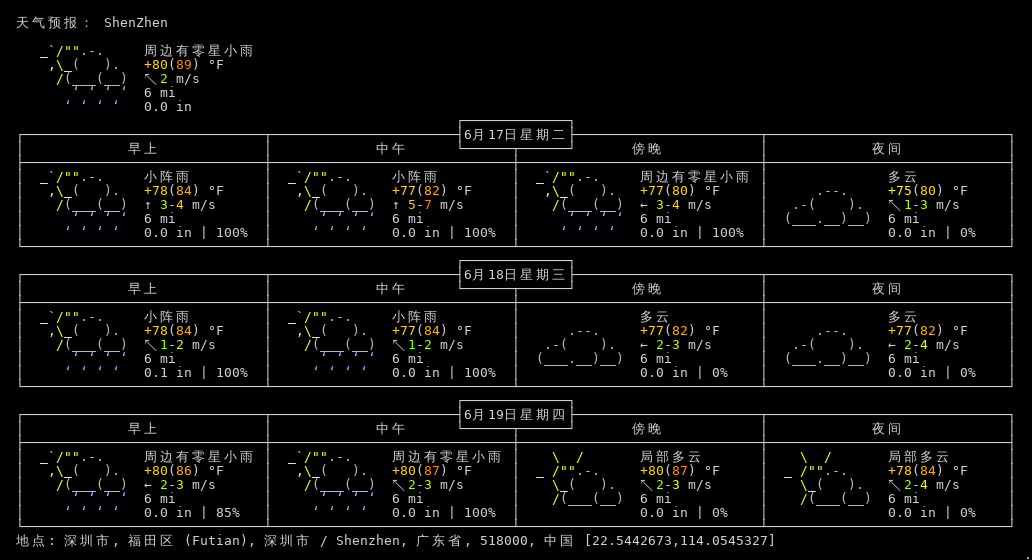 天气预报： ShenZhen
周边有零星小雨
+80(89) °F
↖2 m/s
6 mi
0.0 in
6月17日星期二
早上 中午 傍晚 夜间
小阵雨 小阵雨 周边有零星小雨 多云
+78(84) °F +77(82) °F +77(80) °F +75(80) °F
↑ 3-4 m/s ↑ 5-7 m/s ← 3-4 m/s ↖1-3 m/s
6 mi 6 mi 6 mi 6 mi
0.0 in | 100% 0.0 in | 100% 0.0 in | 100% 0.0 in | 0%
6月18日星期三
早上 中午 傍晚 夜间
小阵雨 小阵雨 多云 多云
+78(84) °F +77(84) °F +77(82) °F +77(82) °F
↖1-2 m/s ↖1-2 m/s ← 2-3 m/s ← 2-4 m/s
6 mi 6 mi 6 mi 6 mi
0.1 in | 100% 0.0 in | 100% 0.0 in | 0% 0.0 in | 0%
6月19日星期四
早上 中午 傍晚 夜间
周边有零星小雨 周边有零星小雨 局部多云 局部多云
+80(86) °F +80(87) °F +80(87) °F +78(84) °F
← 2-3 m/s ↖2-3 m/s ↖2-3 m/s ↖2-4 m/s
6 mi 6 mi 6 mi 6 mi
0.0 in | 85% 0.0 in | 100% 0.0 in | 0% 0.0 in | 0%
地点: 深圳市, 福田区 (Futian), 深圳市 / Shenzhen, 广东省, 518000, 中国 [22.5442673,114.0545327]